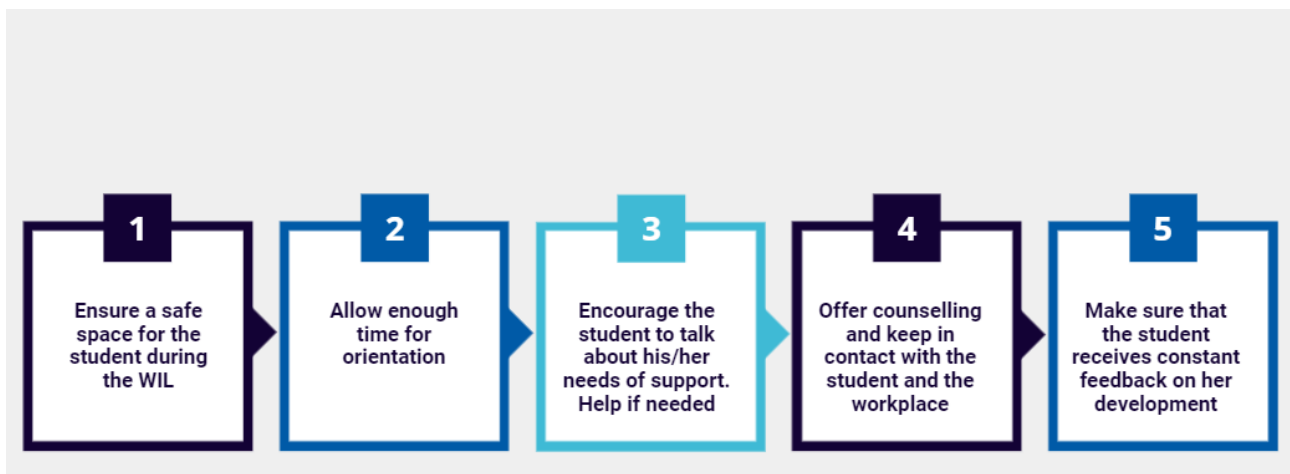 1
Ensure a safe
space for the
student during
the WIL
2
Allow enough
time for
orientation
3
Encourage the
student to talk
about his/her
needs of support.
Help if needed
4
Offer counselling
and keep in
contact with the
student and the
workplace
5
Make sure that
the student
receives constant
feedback on her
development